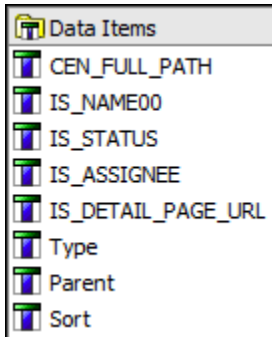 Data Items
CEN_FULL_PATH
IS_NAME00
IS_STATUS
IS_ASSIGNEE
IS_DETAIL_PAGE_URL
Type
Parent
Sort